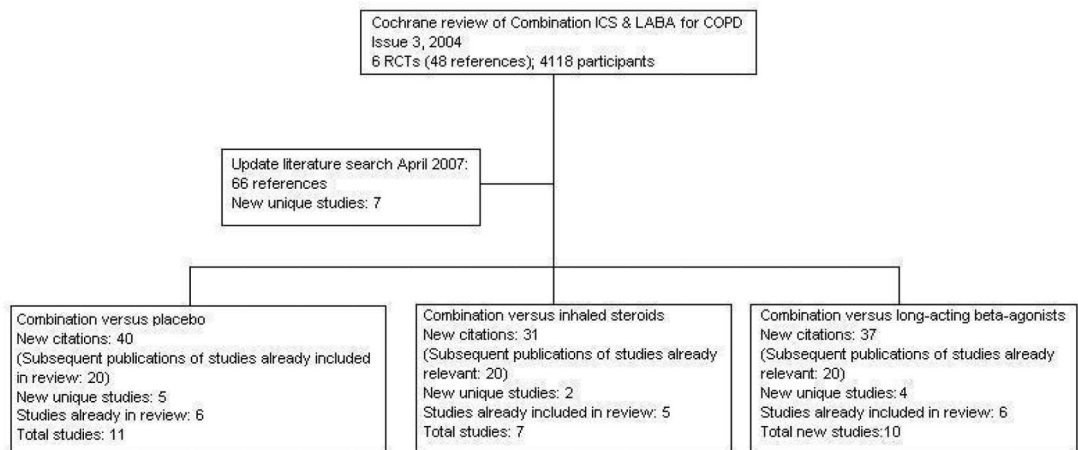 Cochrane review of Combination ICS & LABA for COPD
Issue 3, 2004
6 RCTs (48 references); 4118 participants
Update literature search April 2007:
66 references
New unique studies: 7
Combination versus placebo
New citations: 40
(Subsequent publications of studies already included
in review: 20)
New unique studies: 5
Studies already in review: 6
Total studies: 11
Combination versus inhaled steroids
New citations: 31
(Subsequent publications of studies already
relevant: 20)
New unique studies: 2
Studies already included in review: 5
Total studies: 7
Combination versus long-acting beta-agonists
New citations: 37
(Subsequent publications of studies already
relevant: 20)
New unique studies:4
Studies already included in review: 6
Total new studies:10